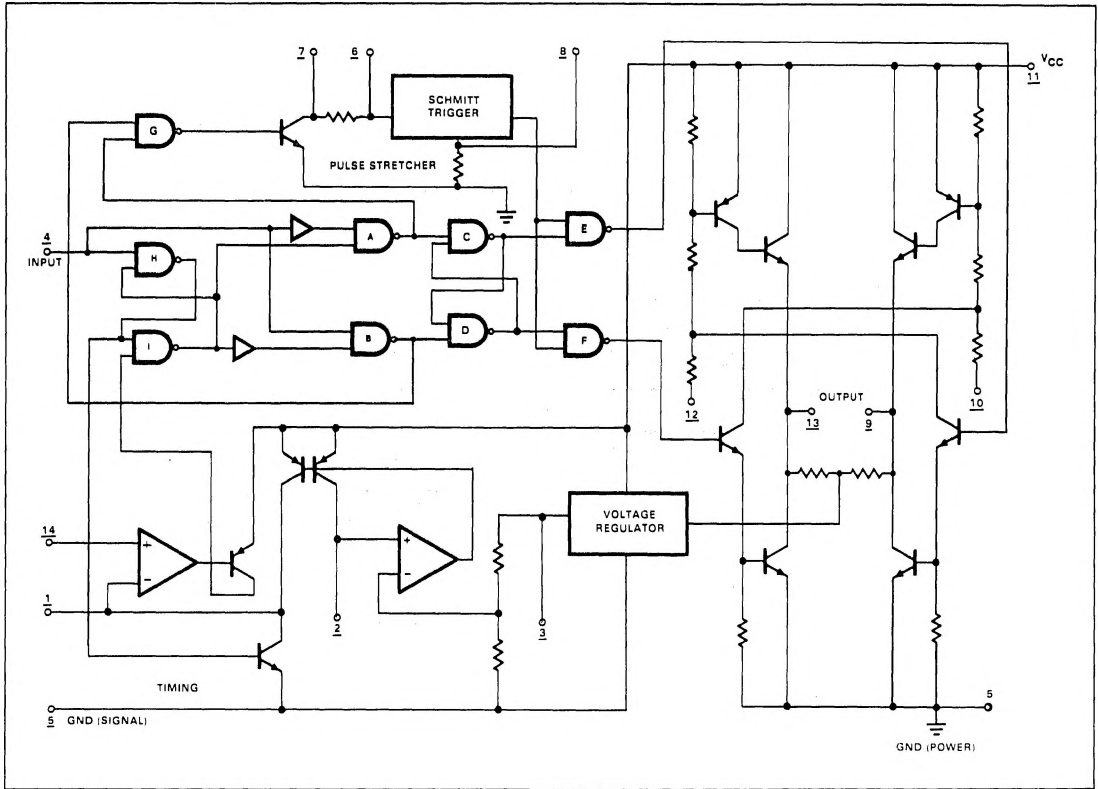 7
6
8
SCHMITT
TRIGGER
VCC
11
G
PULSE STRETCHER
4
INPUT
A
C
E
H
I
B
D
F
12
OUTPUT
13
9
10
14
+
-
1
+
-
2
3
VOLTAGE
REGULATOR
TIMING
5 GND (SIGNAL)
5
GND (POWER)